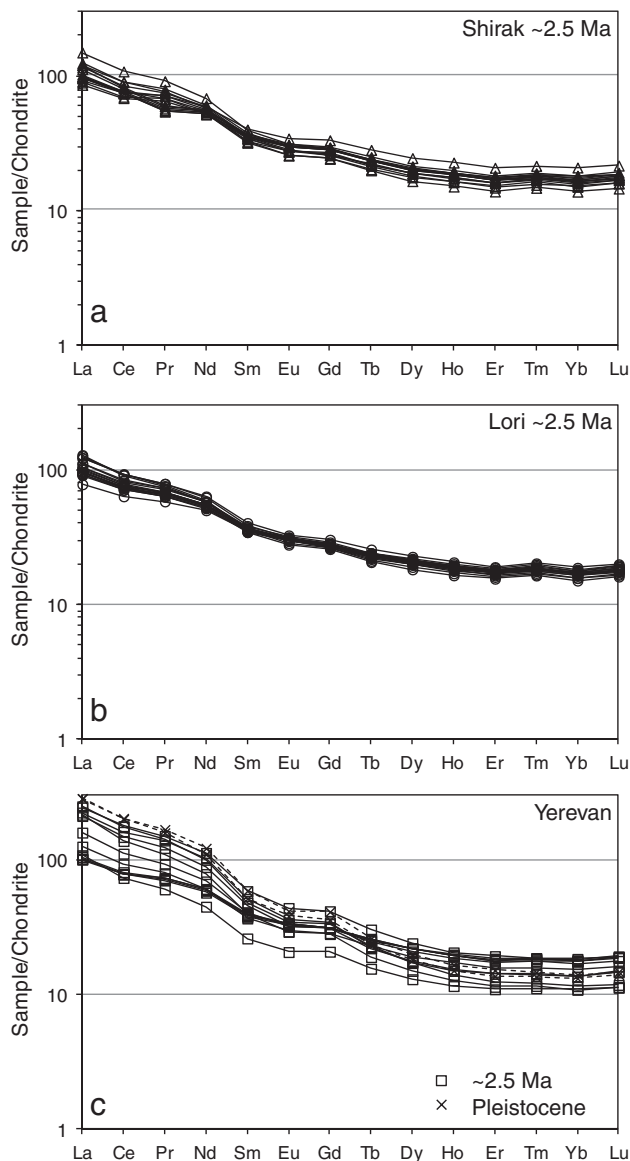 Shirak ~2.5 Ma
100
10
1
Sample/Chondrite
a
La Ce Pr Nd Sm Eu Gd Tb Dy Ho Er Tm Yb Lu
Lori ~2.5 Ma
100
10
1
Sample/Chondrite
b
La Ce Pr Nd Sm Eu Gd Tb Dy Ho Er Tm Yb Lu
Yerevan
100
10
1
Sample/Chondrite
~2.5 Ma
Pleistocene
c
La Ce Pr Nd Sm Eu Gd Tb Dy Ho Er Tm Yb Lu